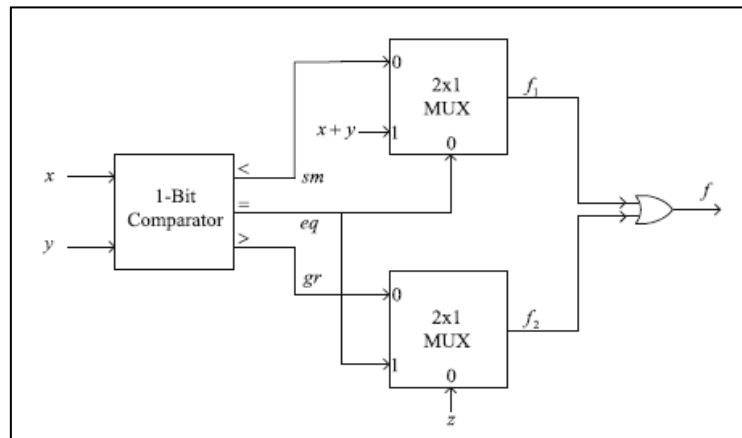 0
2x1
MUX
f₁
x + y
1
0
x
<
sm
1-Bit
Comparator
=
eq
f
y
>
gr
0
2x1
MUX
f₂
1
0
z